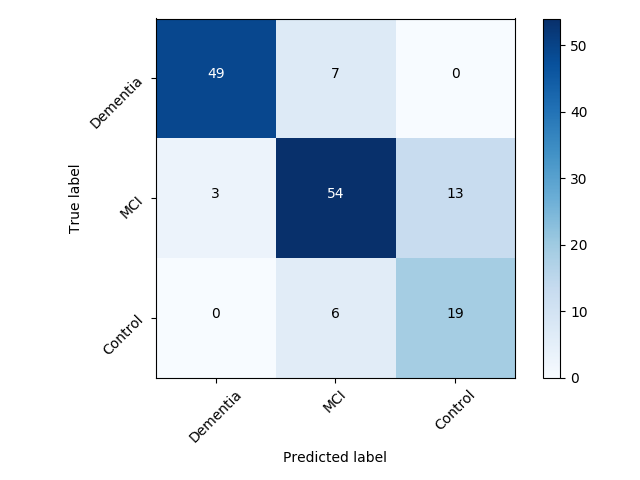 Dementia
49
7
0
MCI
3
54
13
Control
0
6
19
Dementia
MCI
Control
True label
Predicted label
50
40
30
20
10
0